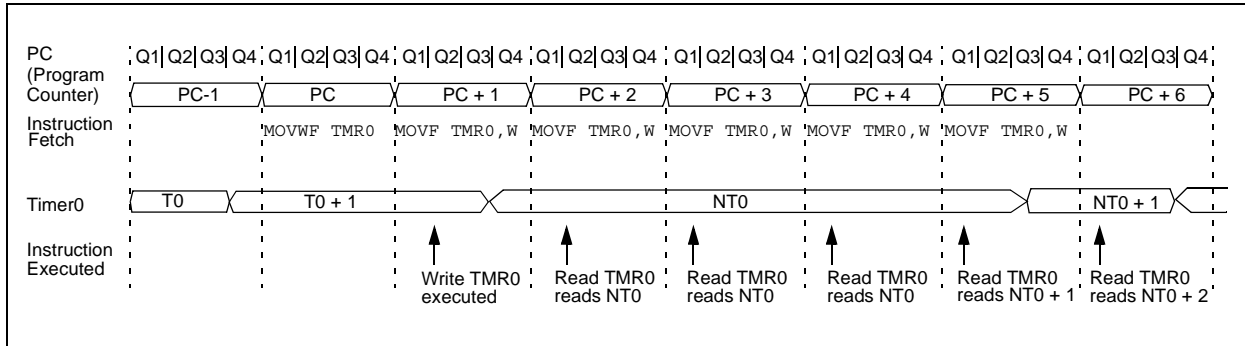 PC (Program Counter)
Q1 Q2 Q3 Q4 Q1 Q2 Q3 Q4 Q1 Q2 Q3 Q4 Q1 Q2 Q3 Q4 Q1 Q2 Q3 Q4 Q1 Q2 Q3 Q4 Q1 Q2 Q3 Q4 Q1 Q2 Q3 Q4
PC-1 PC PC + 1 PC + 2 PC + 3 PC + 4 PC + 5 PC + 6
Instruction
Fetch
MOVWF TMR0 MOVF TMR0,W MOVF TMR0,W MOVF TMR0,W MOVF TMR0,W MOVF TMR0,W
Timer0 T0 T0 + 1 NT0 NT0 + 1
Instruction
Executed
Write TMR0
executed
Read TMR0
reads NT0
Read TMR0
reads NT0
Read TMR0
reads NT0
Read TMR0
reads NT0 + 1
Read TMR0
reads NT0 + 2